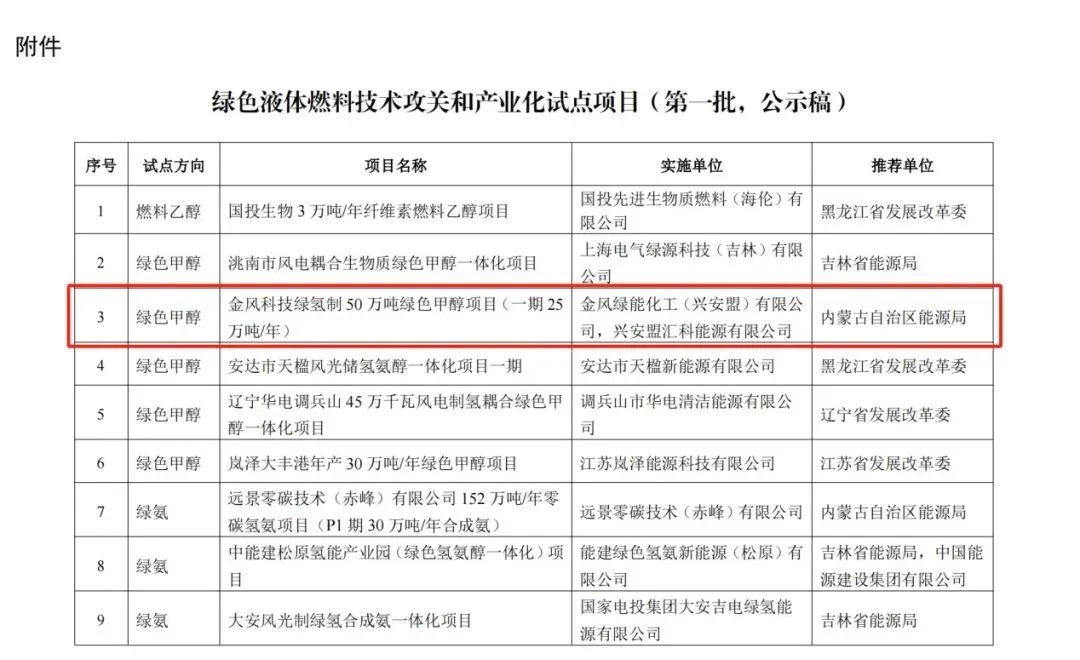 附件
绿色液体燃料技术攻关和产业化试点项目（第一批，公示稿）
序号 试点方向 项目名称 实施单位 推荐单位
1 燃料乙醇 国投生物 3 万吨/年纤维素燃料乙醇项目 国投先进生物质燃料（海伦）有
限公司 黑龙江省发展改革委
2 绿色甲醇 洮南市风电耦合生物质绿色甲醇一体化项目 上海电气绿源科技（吉林）有限
公司 吉林省能源局
3 绿色甲醇 金风科技绿氢制 50 万吨绿色甲醇项目（一期 25
万吨/年） 金风绿能化工（兴安盟）有限公
司，兴安盟汇科能源有限公司 内蒙古自治区能源局
4 绿色甲醇 安达市天楹风光储氢氨醇一体化项目一期 安达市天楹新能源有限公司 黑龙江省发展改革委
5 绿色甲醇 辽宁华电调兵山 45 万千瓦风电制氢耦合绿色甲
醇一体化项目 调兵山市华电清洁能源有限公
司 辽宁省发展改革委
6 绿色甲醇 岚泽大丰港年产 30 万吨/年绿色甲醇项目 江苏岚泽能源科技有限公司 江苏省发展改革委
7 绿氨 远景零碳技术（赤峰）有限公司 152 万吨/年零
碳氢氨项目（P1 期 30 万吨/年合成氨） 远景零碳技术（赤峰）有限公司 内蒙古自治区能源局
8 绿氨 中能建松原氢能产业园（绿色氢氨醇一体化）项
目 能建绿色氢氨新能源（松原）有
限公司 吉林省能源局，中国能
源建设集团有限公司
9 绿氨 大安风光制绿氢合成氨一体化项目 国家电投集团大安吉电绿氢能
源有限公司 吉林省能源局